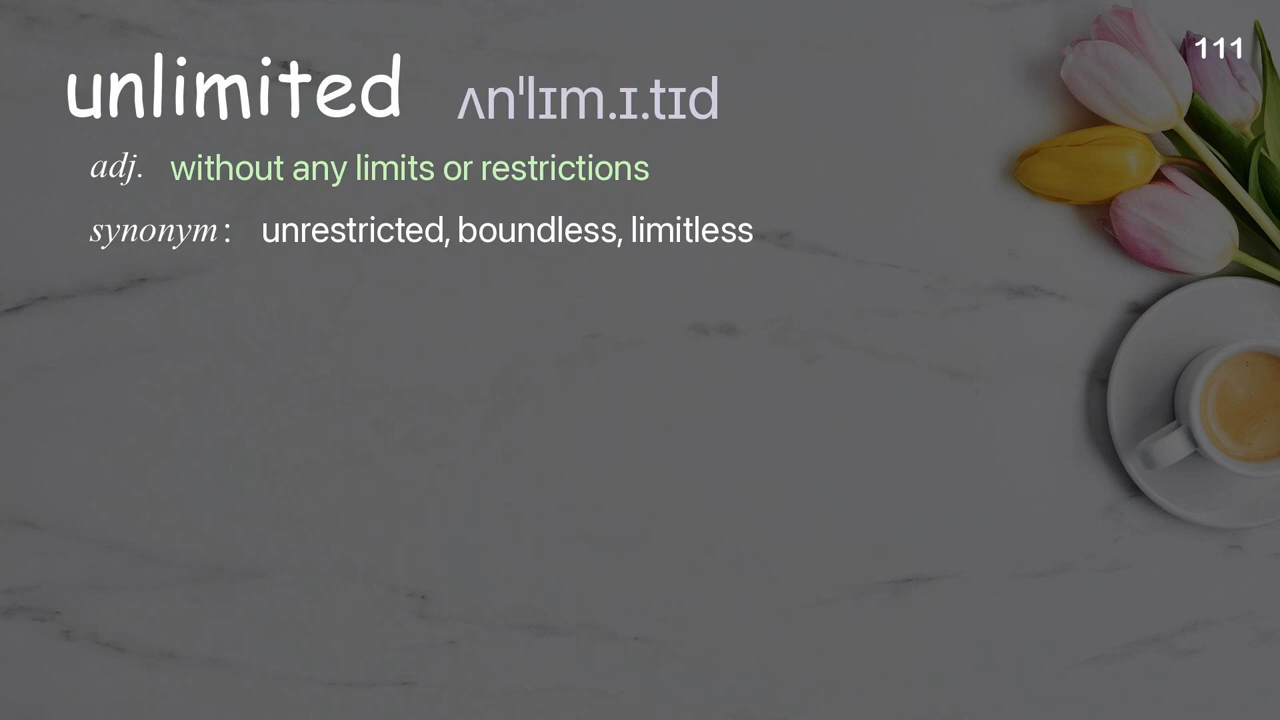 111
unlimited ʌnˈlɪm.ɪ.tɪd
adj. without any limits or restrictions
synonym: unrestricted, boundless, limitless